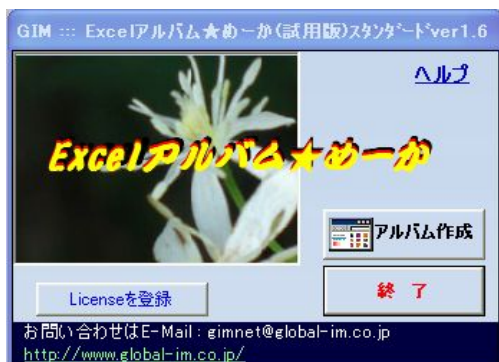 GIM ::: Excelアルバム★めーか(試用版)スタンダードver1.6
ヘルプ
Excelアルバム★めーか
アルバム作成
Licenseを登録
終 了
お問い合わせはE-Mail : gimnet@global-im.co.jp
http://www.global-im.co.jp/